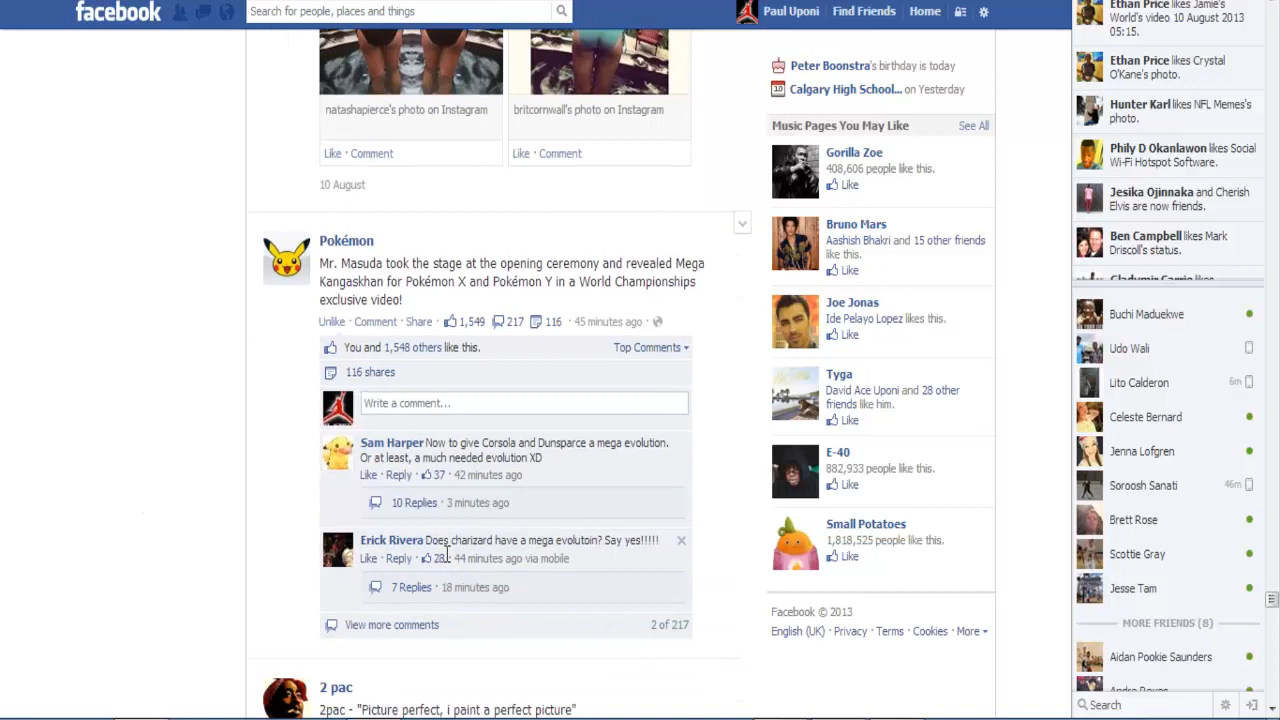 facebook
Search for people, places and things
Paul Uponi
Find Friends
Home
natashapierce's photo on Instagram
britcornwall's photo on Instagram
Like · Comment
Like · Comment
10 August
Pokémon
Mr. Masuda took the stage at the opening ceremony and revealed Mega
Kangaskhan for Pokémon X and Pokémon Y in a World Championships
exclusive video!
Unlike · Comment · Share · 1,549 217 116 · 45 minutes ago ·
You and 1,548 others like this.
Top Comments
116 shares
Write a comment...
Sam Harper Now to give Corsola and Dunsparce a mega evolution.
Or at least, a much needed evolution XD
Like · Reply · 37 · 42 minutes ago
10 Replies · 3 minutes ago
Erick Rivera Does charizard have a mega evolutoin? Say yes!!!!!
Like · Reply · 28 · 44 minutes ago via mobile
7 Replies · 18 minutes ago
View more comments
2 of 217
2 pac
2pac - "Picture perfect, i paint a perfect picture"
Peter Boonstra's birthday is today
10
Calgary High School... on Yesterday
Music Pages You May Like
See All
Gorilla Zoe
408,606 people like this.
Like
Bruno Mars
Aashish Bhakri and 15 other friends
like this.
Like
Joe Jonas
Ide Pelayo Lopez likes this.
Like
Tyga
David Ace Uponi and 28 other
friends like him.
Like
E-40
882,933 people like this.
Like
Small Potatoes
1,818,525 people like this.
Like
Facebook © 2013
English (UK) · Privacy · Terms · Cookies · More
Ethan Price likes Jamie's
World's video 10 August 2013
05:15.
Ethan Price likes Crystal
O'Kane's photo.
Hunter Karl likes NFL Memes's
photo.
Phily D Okanlawon likes Social
Wi-Fi Hotspot Software.
Jesika Ojinnaka and Cherish
Elvis are now friends.
Ben Campbell likes Mark
Driscoll's status.
Buchi Maduekwe
Udo Wali
Lito Calderon
6m
Celeste Bernard
Jenna Lofgren
Soroosh Sanati
46m
Brett Rose
Scottie Gray
Jesse Tam
MORE FRIENDS (8)
Aidan Pookie Saunders
Search